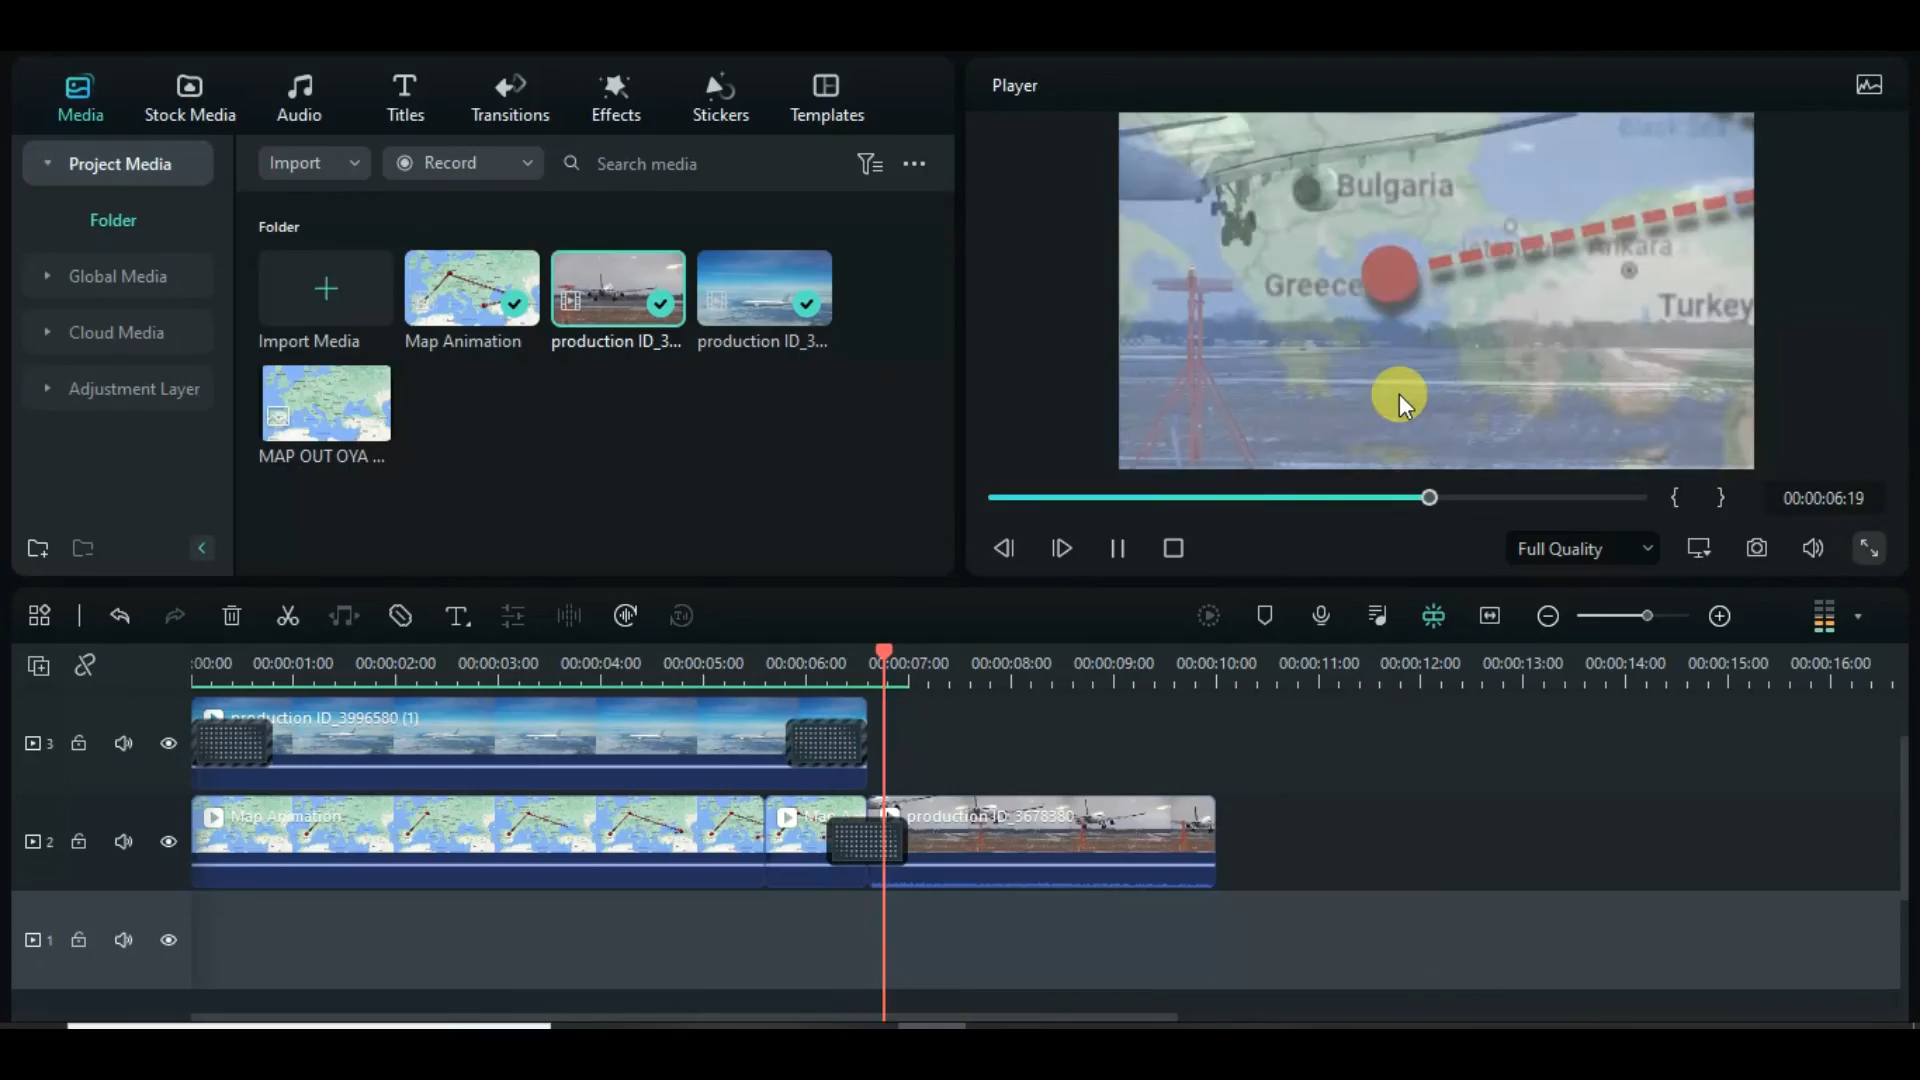 Media
Stock Media
Audio
Titles
Transitions
Effects
Stickers
Templates
Player
Project Media
Folder
Global Media
Cloud Media
Adjustment Layer
Import
Record
Search media
Folder
Import Media
Map Animation
production ID_3...
production ID_3...
MAP OUT OYA ...
Black Sea
Bulgaria
Ankara
Greece
Turkey
{ }
00:00:06:19
Full Quality
:00:00 00:00:01:00 00:00:02:00 00:00:03:00 00:00:04:00 00:00:05:00 00:00:06:00 00:00:07:00 00:00:08:00 00:00:09:00 00:00:10:00 00:00:11:00 00:00:12:00 00:00:13:00 00:00:14:00 00:00:15:00 00:00:16:00
3
production ID_3996580 (1)
2
Map Animation
Map A
production ID_3678380
1